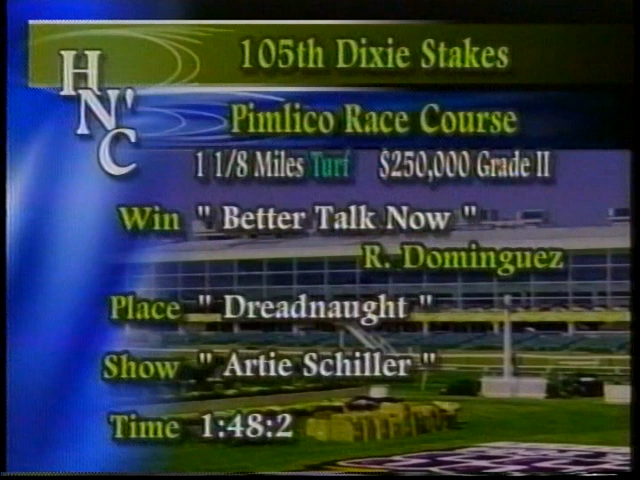 HN'C
105th Dixie Stakes
Pimlico Race Course
1 1/8 Miles Turf $250,000 Grade II
Win " Better Talk Now "
R. Dominguez
Place " Dreadnaught "
Show " Artie Schiller "
Time 1:48:2